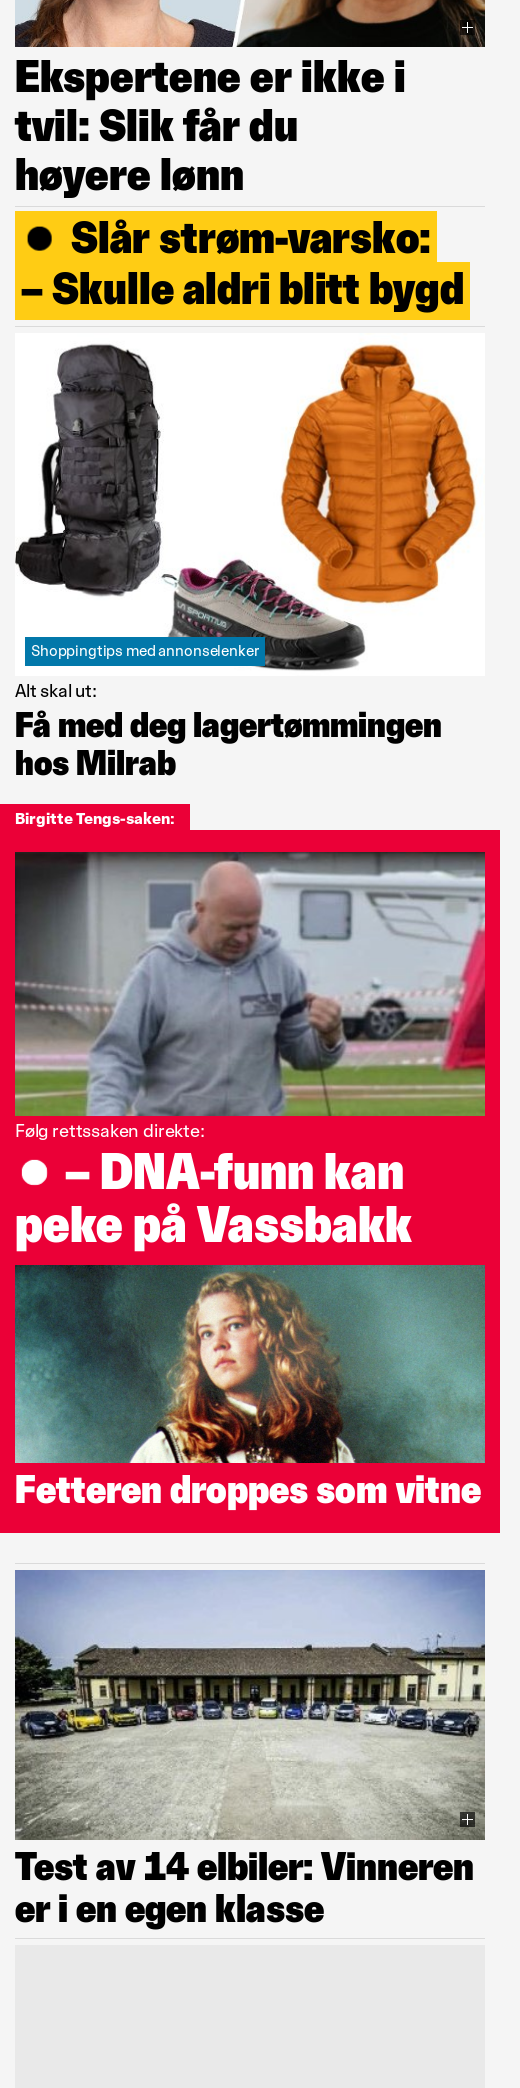 Ekspertene er ikke i
tvil: Slik får du
høyere lønn
Slår strøm-varsko:
– Skulle aldri blitt bygd
LA SPORTIVA
Shoppingtips med annonselenker
Alt skal ut:
Få med deg lagertømmingen
hos Milrab
Birgitte Tengs-saken:
Følg rettssaken direkte:
– DNA-funn kan
peke på Vassbakk
Fetteren droppes som vitne
Test av 14 elbiler: Vinneren
er i en egen klasse